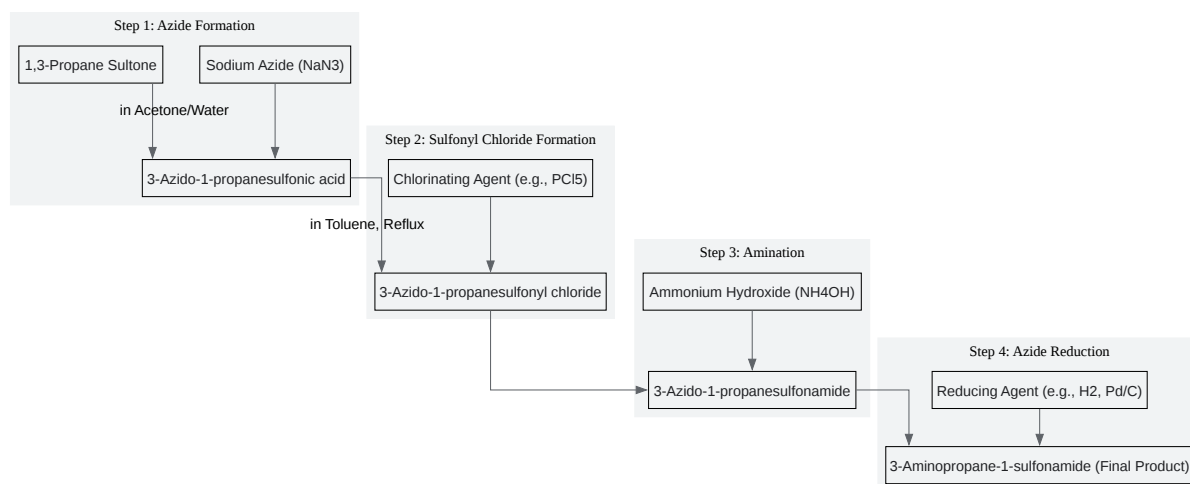 Step 1: Azide Formation
1,3-Propane Sultone
Sodium Azide (NaN3)
in Acetone/Water
3-Azido-1-propanesulfonic acid
Step 2: Sulfonyl Chloride Formation
Chlorinating Agent (e.g., PCl5)
in Toluene, Reflux
3-Azido-1-propanesulfonyl chloride
Step 3: Amination
Ammonium Hydroxide (NH4OH)
3-Azido-1-propanesulfonamide
Step 4: Azide Reduction
Reducing Agent (e.g., H2, Pd/C)
3-Aminopropane-1-sulfonamide (Final Product)